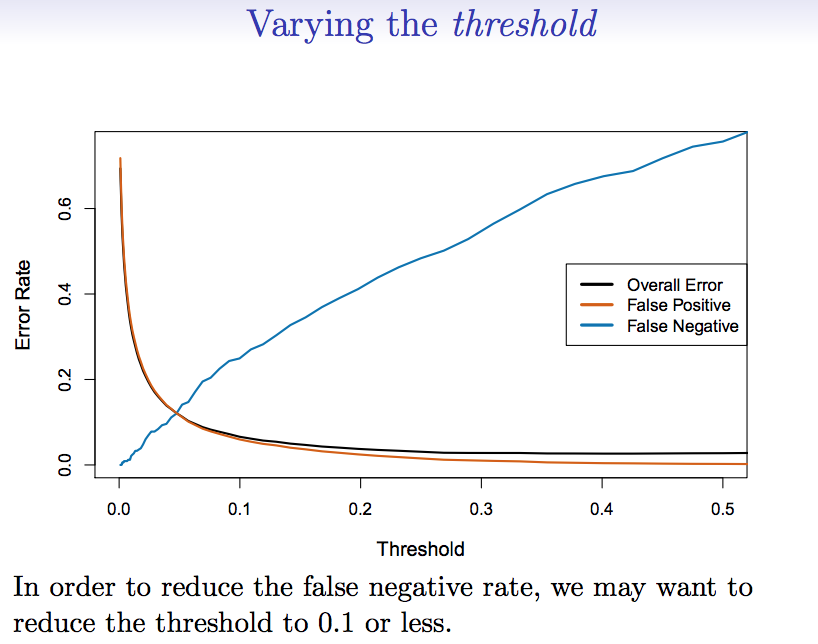 Varying the threshold
Error Rate
0.6
0.4
0.2
0.0
Overall Error
False Positive
False Negative
0.0 0.1 0.2 0.3 0.4 0.5
Threshold
In order to reduce the false negative rate, we may want to
reduce the threshold to 0.1 or less.